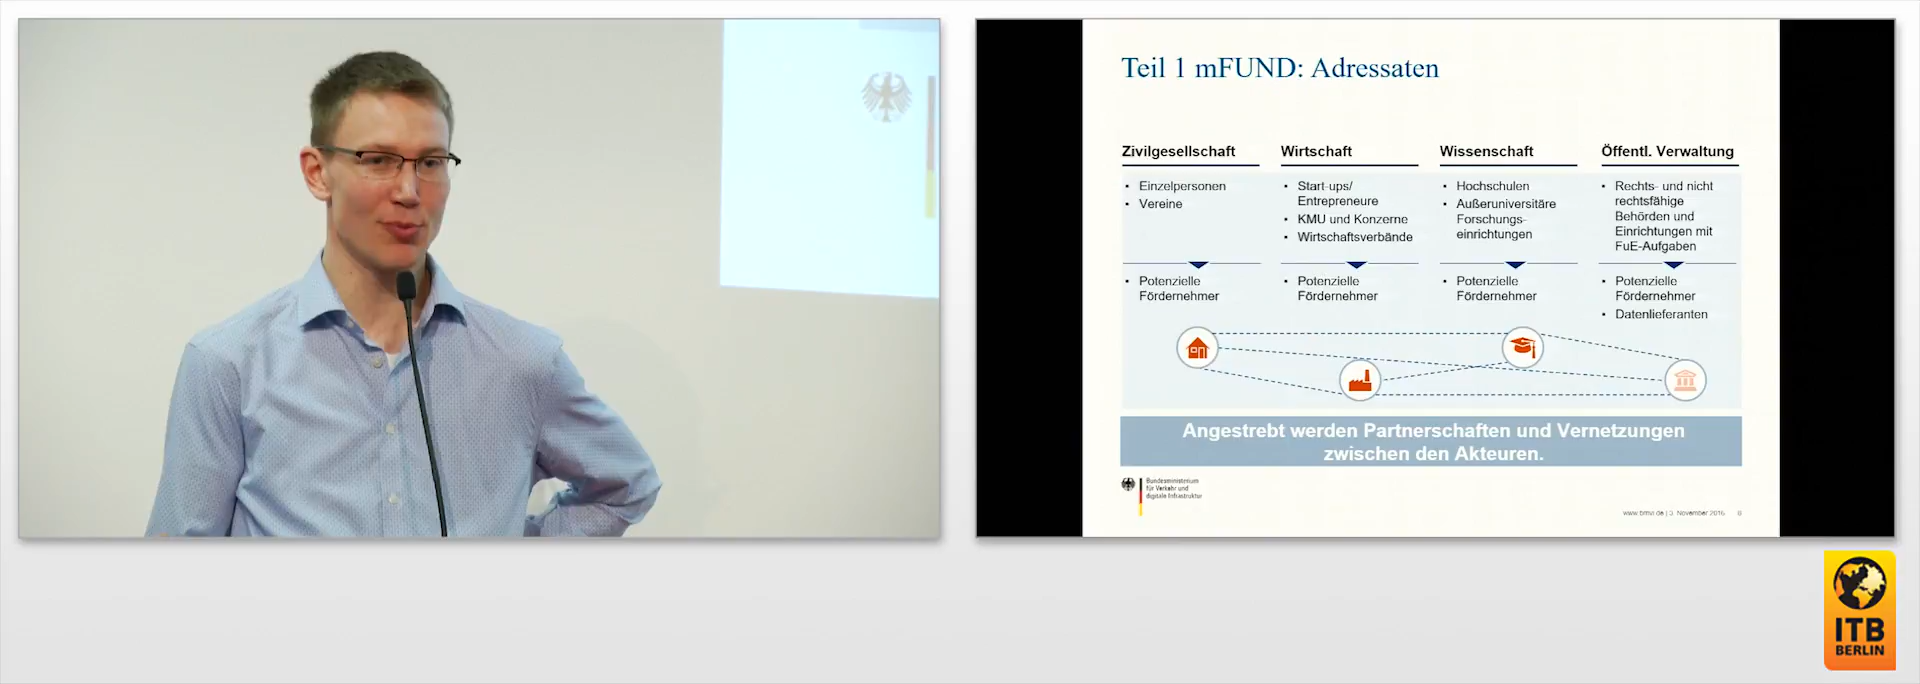 Teil 1 mFUND: Adressaten
Zivilgesellschaft
Einzelpersonen
Vereine
Potenzielle
Fördernehmer
Wirtschaft
Start-ups/
Entrepreneure
KMU und Konzerne
Wirtschaftsverbände
Potenzielle
Fördernehmer
Wissenschaft
Hochschulen
Außeruniversitäre
Forschungs-
einrichtungen
Potenzielle
Fördernehmer
Öffentl. Verwaltung
Rechts- und nicht
rechtsfähige
Behörden und
Einrichtungen mit
FuE-Aufgaben
Potenzielle
Fördernehmer
Datenlieferanten
Angestrebt werden Partnerschaften und Vernetzungen
zwischen den Akteuren.
Bundesministerium
für Verkehr und
digitale Infrastruktur
www.bmvi.de | 3. November 2016
ITB
BERLIN